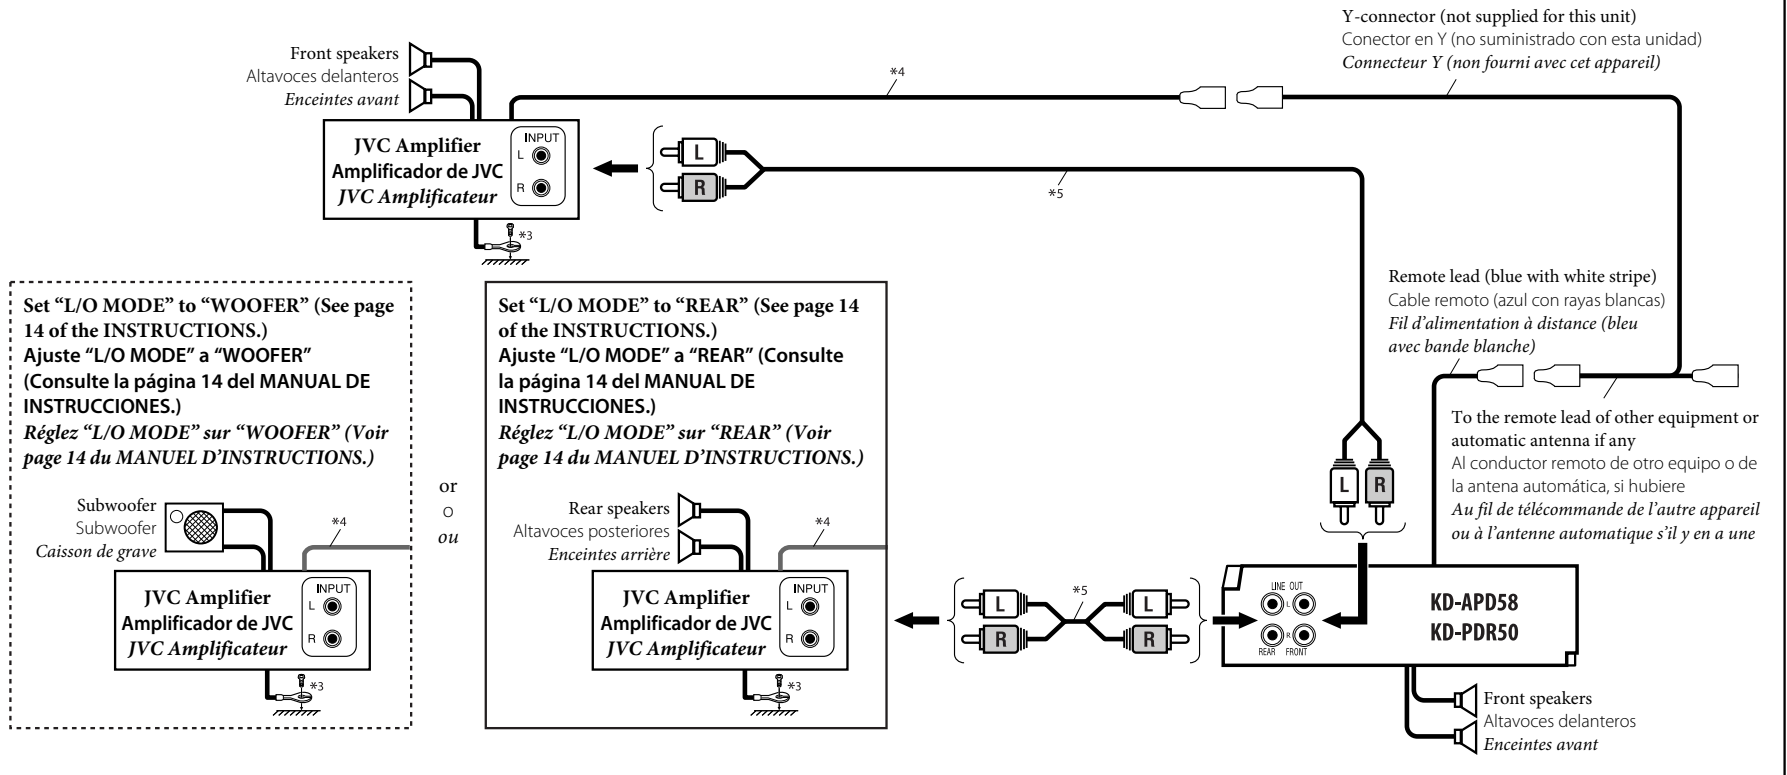 Y-connector (not supplied for this unit)
Conector en Y (no suministrado con esta unidad)
Connecteur Y (non fourni avec cet appareil)
Front speakers
Altavoces delanteros
Enceintes avant
*4
JVC Amplifier
Amplificador de JVC
JVC Amplificateur
INPUT
L
R
L
R
*5
*3
Remote lead (blue with white stripe)
Cable remoto (azul con rayas blancas)
Fil d'alimentation à distance (bleu
avec bande blanche)
Set “L/O MODE” to “WOOFER” (See page
14 of the INSTRUCTIONS.)
Ajuste “L/O MODE” a “WOOFER”
(Consulte la página 14 del MANUAL DE
INSTRUCCIONES.)
Réglez “L/O MODE” sur “WOOFER” (Voir
page 14 du MANUEL D’INSTRUCTIONS.)
Subwoofer
Subwoofer
Caisson de grave
*4
JVC Amplifier
Amplificador de JVC
JVC Amplificateur
INPUT
L
R
*3
or
o
ou
Set “L/O MODE” to “REAR” (See page 14
of the INSTRUCTIONS.)
Ajuste “L/O MODE” a “REAR” (Consulte
la página 14 del MANUAL DE
INSTRUCCIONES.)
Réglez “L/O MODE” sur “REAR” (Voir
page 14 du MANUEL D’INSTRUCTIONS.)
Rear speakers
Altavoces posteriores
Enceintes arrière
*4
JVC Amplifier
Amplificador de JVC
JVC Amplificateur
INPUT
L
R
*3
To the remote lead of other equipment or
automatic antenna if any
Al conductor remoto de otro equipo o de
la antena automática, si hubiere
Au fil de télécommande de l’autre appareil
ou à l’antenne automatique s’il y en a une
L R
*5
L L
R R
LINE OUT
L
R
REAR FRONT
KD-APD58
KD-PDR50
Front speakers
Altavoces delanteros
Enceintes avant